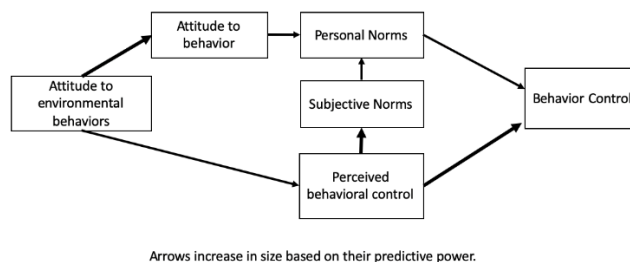 Attitude to
behavior
Personal Norms
Attitude to
environmental
behaviors
Subjective Norms
Behavior Control
Perceived
behavioral control
Arrows increase in size based on their predictive power.